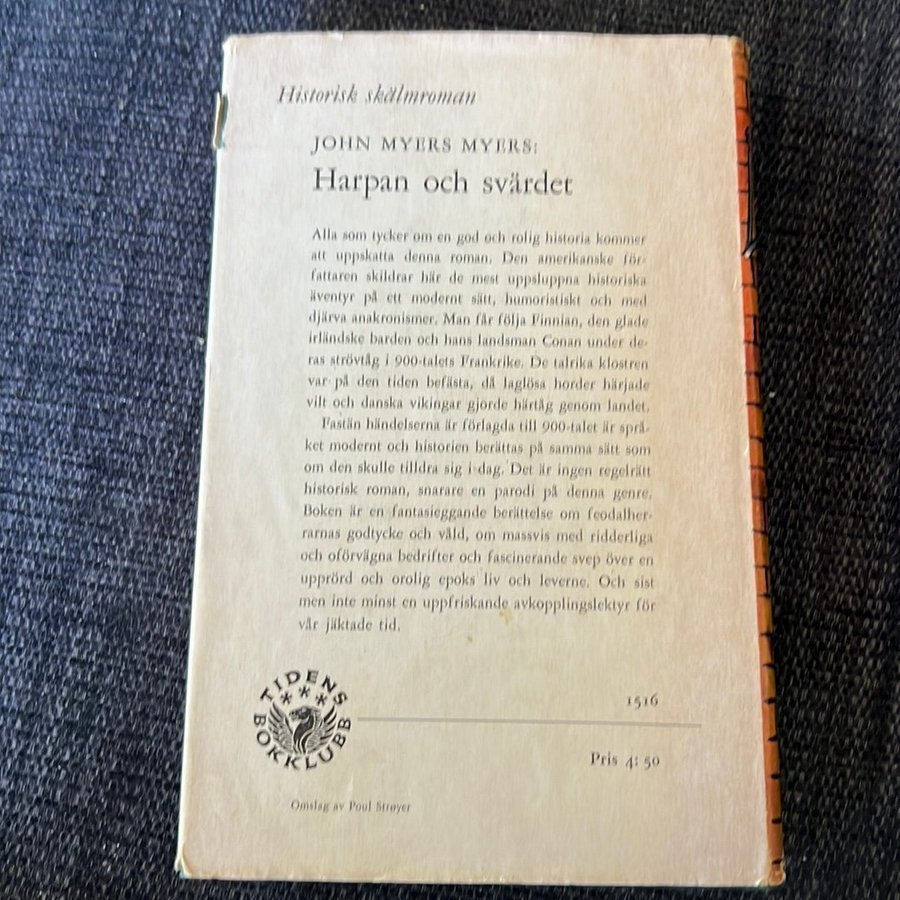 Historisk skälmroman
JOHN MYERS MYERS:
Harpan och svärdet
Alla som tycker om en god och rolig historia kommer
att uppskatta denna roman. Den amerikanske för-
fattaren skildrar här de mest uppsluppna historiska
äventyr på ett modernt sätt, humoristiskt och med
djärva anakronismer. Man får följa Finnian, den glade
irländske barden och hans landsman Conan under de-
ras strövtåg i 900-talets Frankrike. De talrika klostren
var på den tiden befästa, då laglösa horder härjade
vilt och danska vikingar gjorde härtåg genom landet.
Fastän händelserna är förlagda till 900-talet är språ-
ket modernt och historien berättas på samma sätt som
om den skulle tilldra sig i dag. Det är ingen regelrätt
historisk roman, snarare en parodi på denna genre.
Boken är en fantasieggande berättelse om feodalher-
rarnas godtycke och våld, om massvis med ridderliga
och oförvägna bedrifter och fascinerande svep över en
upprörd och orolig epoks liv och leverne. Och sist
men inte minst en uppfriskande avkopplingslektyr för
vår jäktade tid.
TIDENS
BOKKLUBB
1516
Pris 4: 50
Omslag av Poul Strøyer